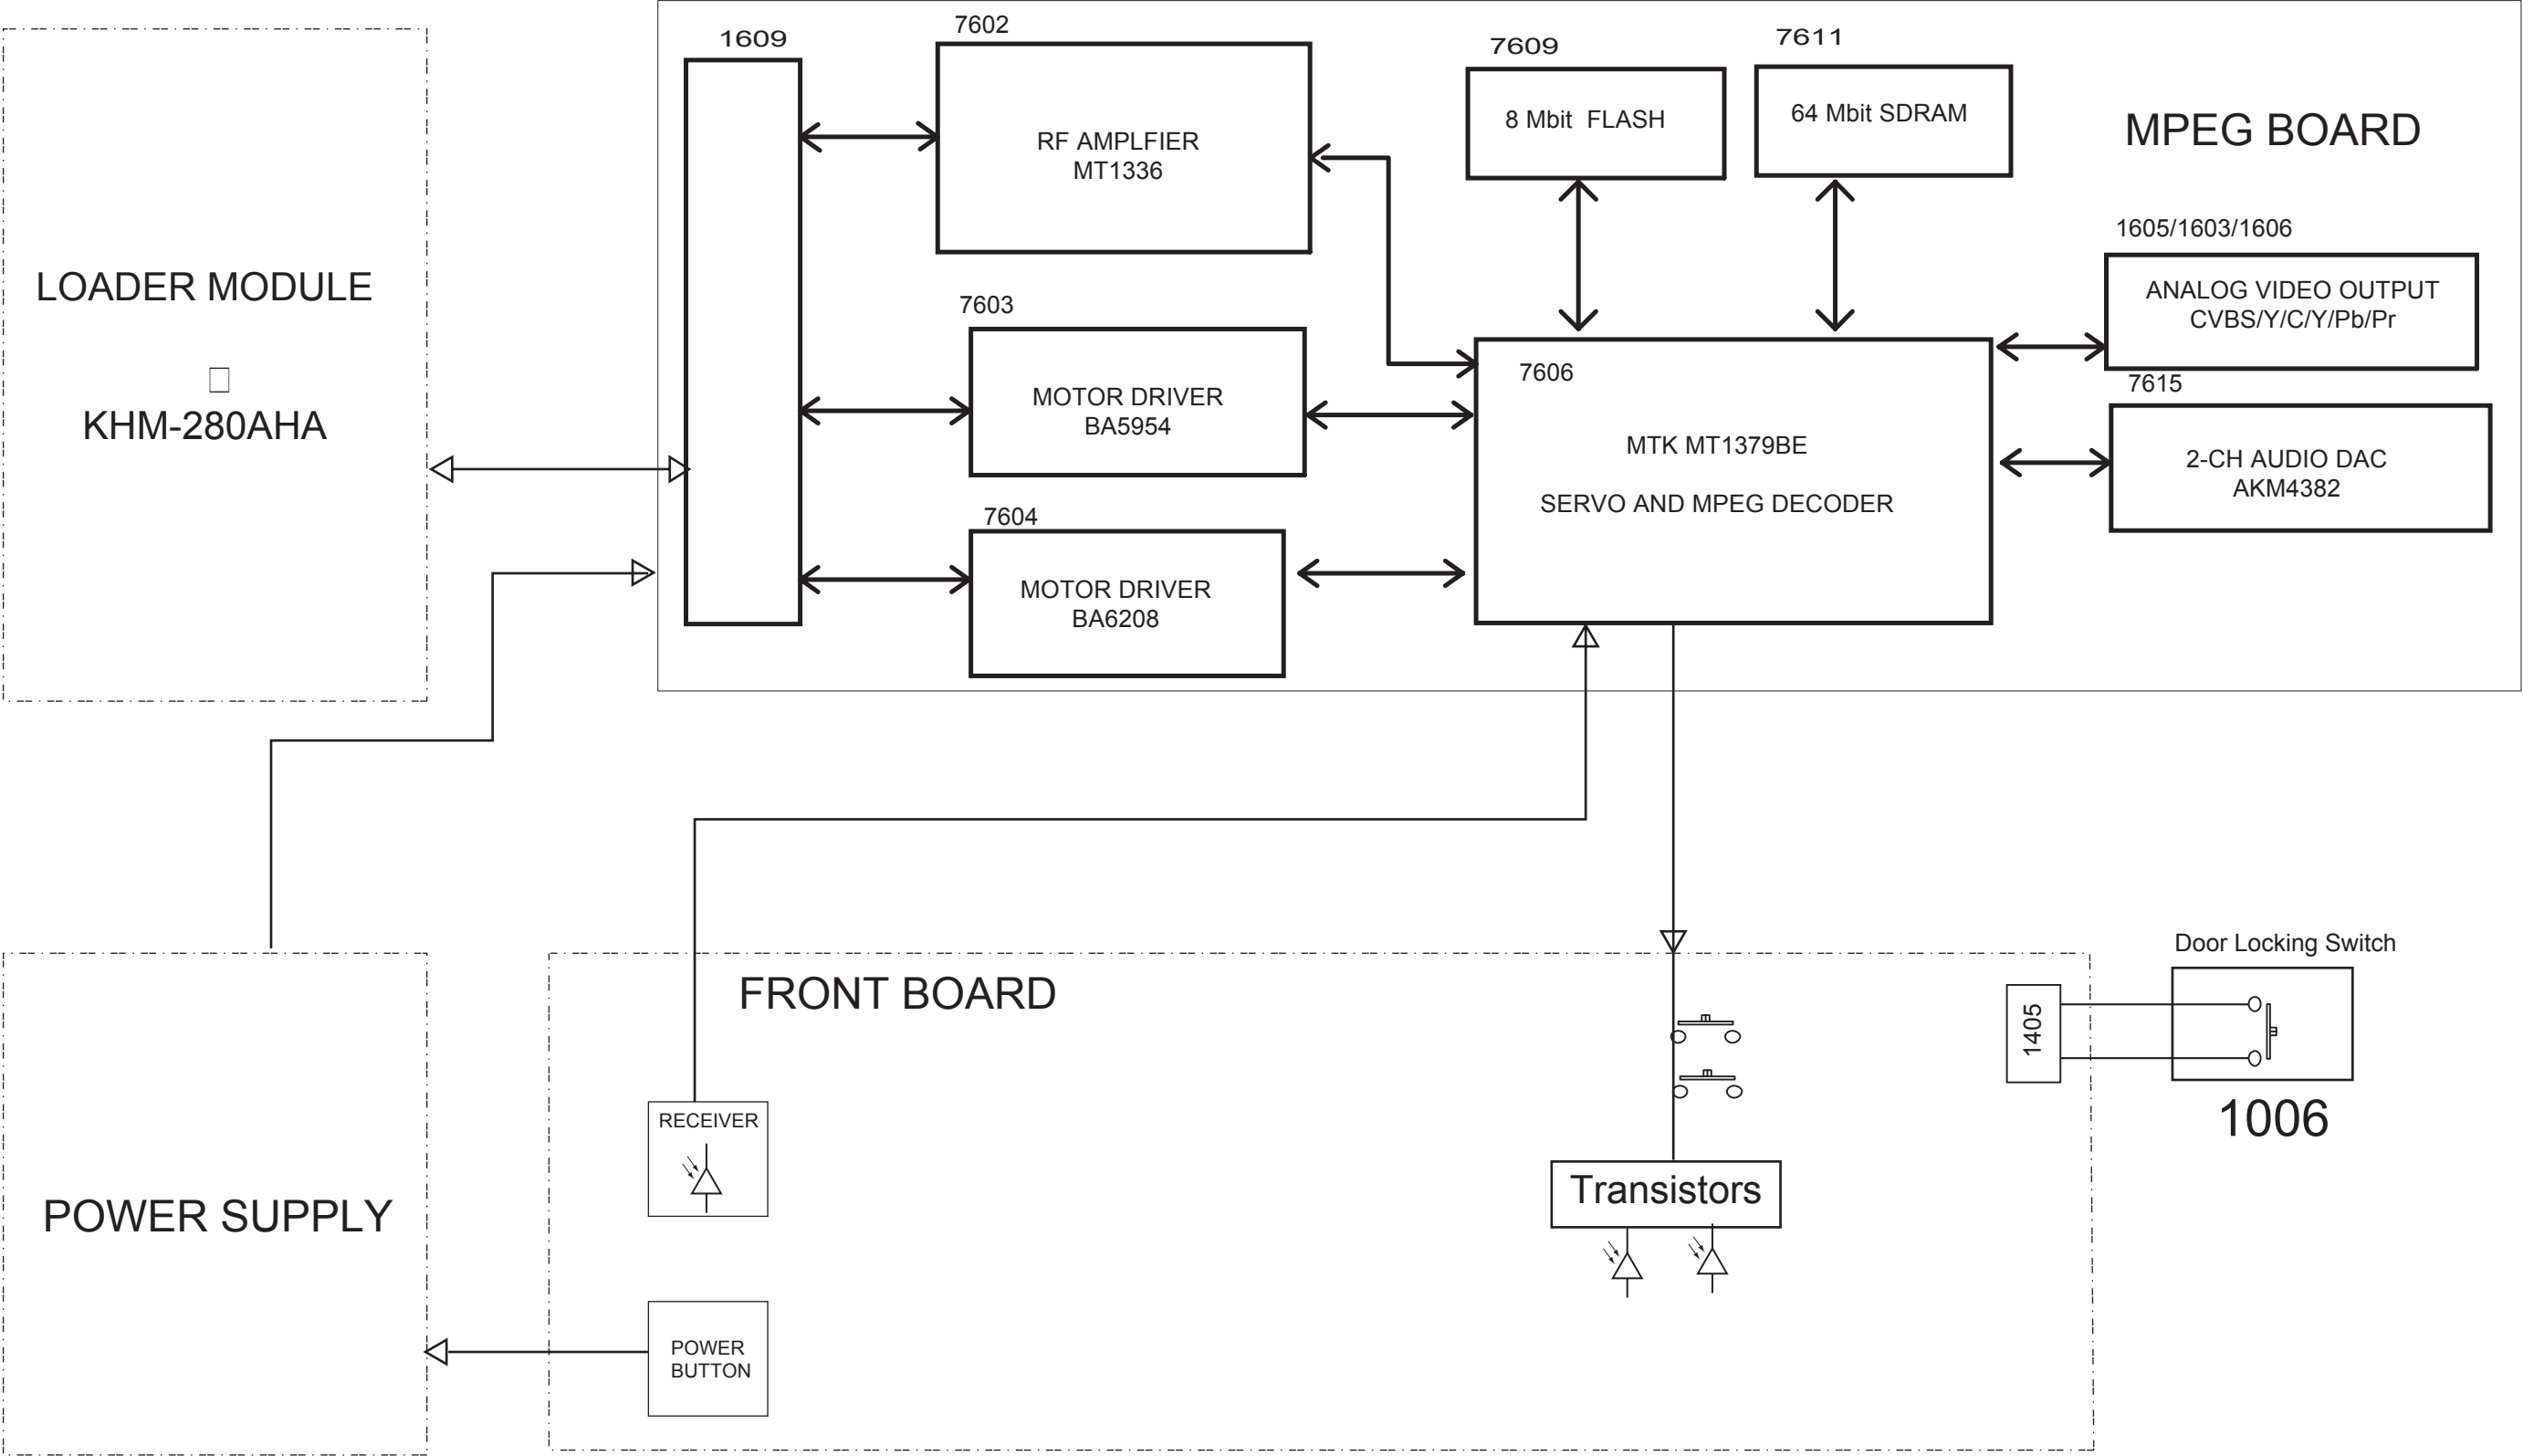 LOADER MODULE
KHM-280AHA
1609
7602
RF AMPLFIER
MT1336
7603
MOTOR DRIVER
BA5954
7604
MOTOR DRIVER
BA6208
7609
8 Mbit FLASH
7611
64 Mbit SDRAM
MPEG BOARD
7606
MTK MT1379BE
SERVO AND MPEG DECODER
1605/1603/1606
ANALOG VIDEO OUTPUT
CVBS/Y/C/Y/Pb/Pr
7615
2-CH AUDIO DAC
AKM4382
POWER SUPPLY
FRONT BOARD
RECEIVER
POWER
BUTTON
Transistors
1405
Door Locking Switch
1006